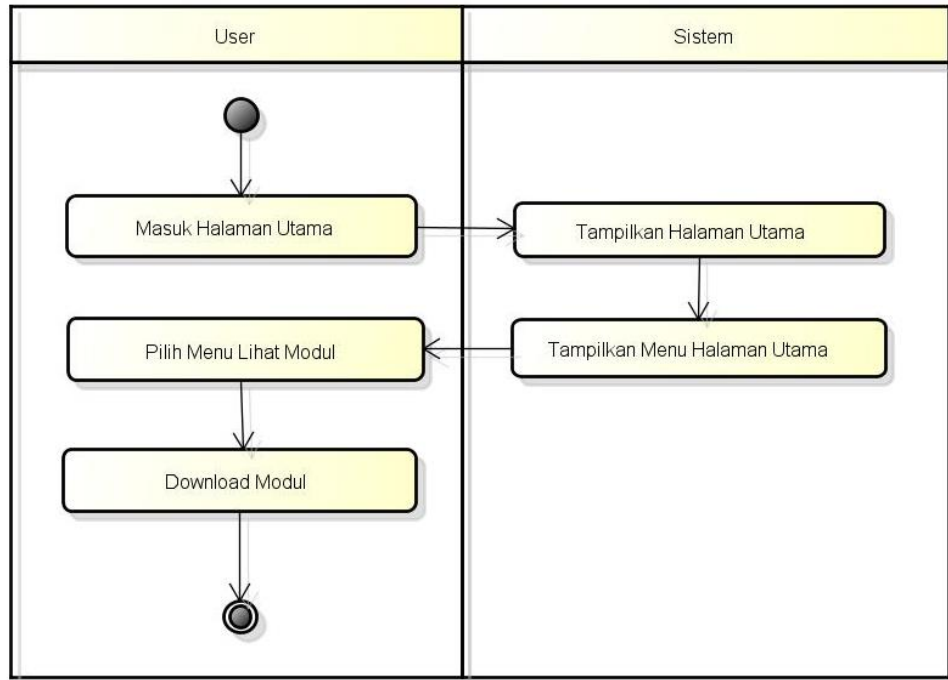 User
Sistem
Masuk Halaman Utama
Tampilkan Halaman Utama
Pilih Menu Lihat Modul
Tampilkan Menu Halaman Utama
Download Modul